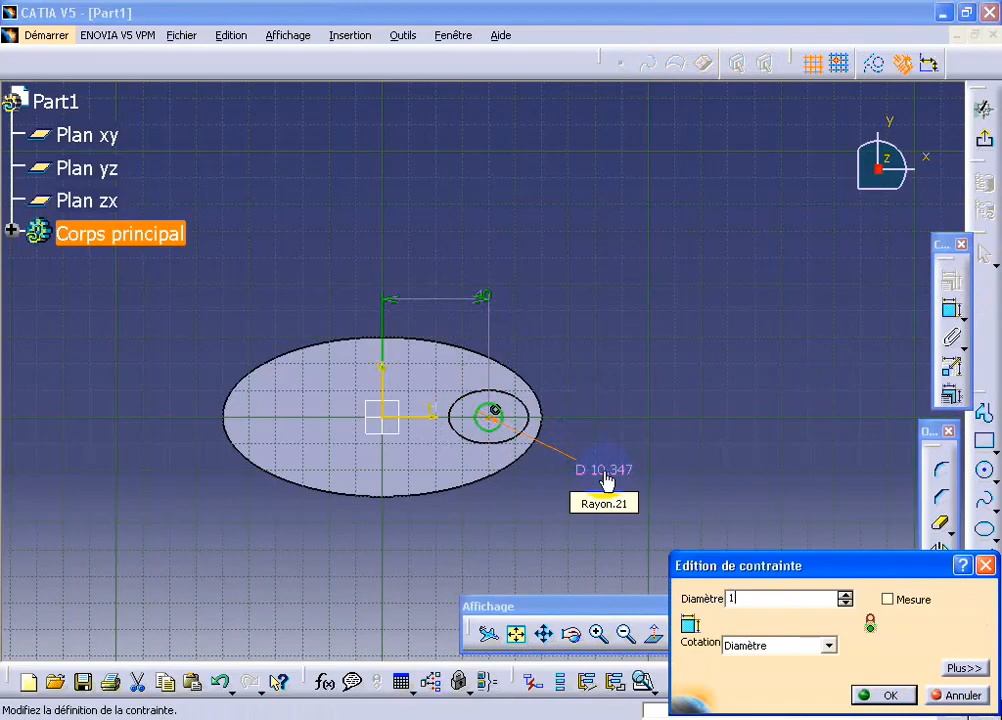 CATIA V5 - [Part1]
Démarrer ENOVIA V5 VPM Fichier Edition Affichage Insertion Outils Fenêtre Aide
Part1
Plan xy
Plan yz
Plan zx
Corps principal
y
x
z
C...
D 10.347
Rayon.21
O...
Edition de contrainte
Diamètre 1
Mesure
Cotation Diamètre
Plus>>
OK Annuler
Affichage
f(x)
Modifiez la définition de la contrainte.